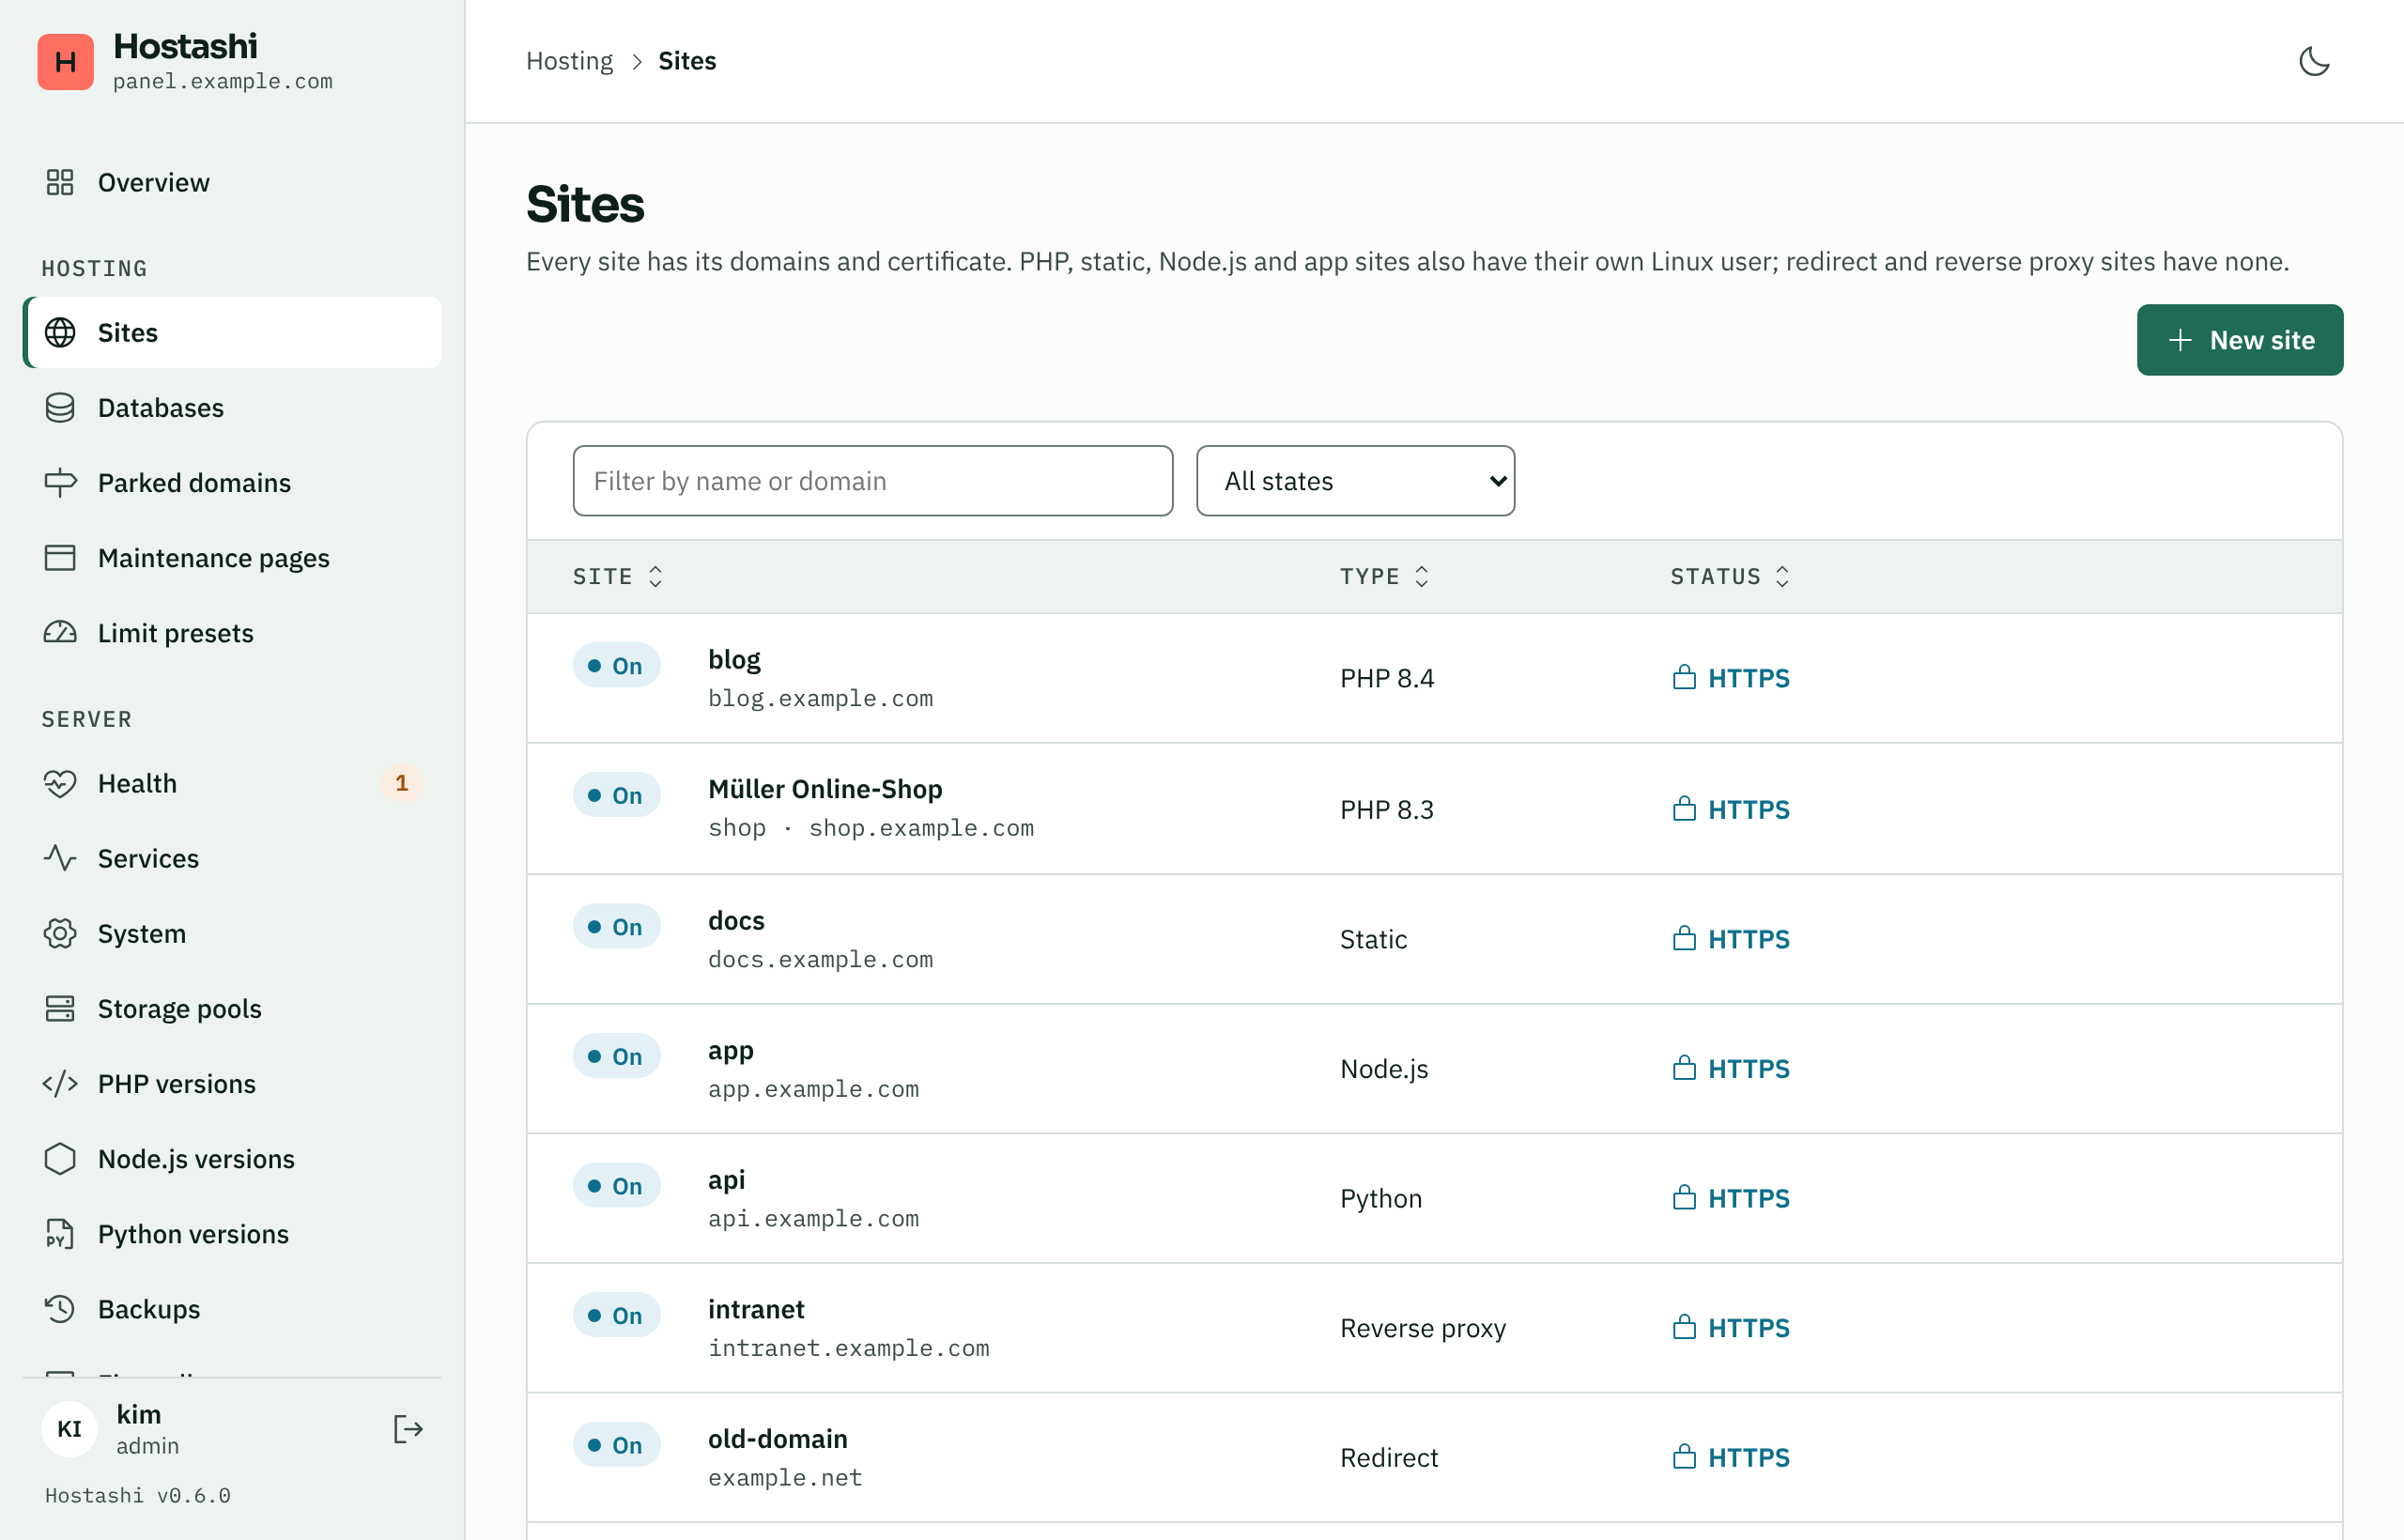 H
Hostashi
panel.example.com
Overview
HOSTING
Sites
Databases
Parked domains
Maintenance pages
Limit presets
SERVER
Health 1
Services
System
Storage pools
PHP versions
Node.js versions
PY Python versions
Backups
KI
kim
admin
Hostashi v0.6.0
Hosting > Sites
Sites
Every site has its domains and certificate. PHP, static, Node.js and app sites also have their own Linux user; redirect and reverse proxy sites have none.
+ New site
Filter by name or domain All states
SITE TYPE STATUS
On blog PHP 8.4 HTTPS
blog.example.com
On Müller Online-Shop PHP 8.3 HTTPS
shop · shop.example.com
On docs Static HTTPS
docs.example.com
On app Node.js HTTPS
app.example.com
On api Python HTTPS
api.example.com
On intranet Reverse proxy HTTPS
intranet.example.com
On old-domain Redirect HTTPS
example.net